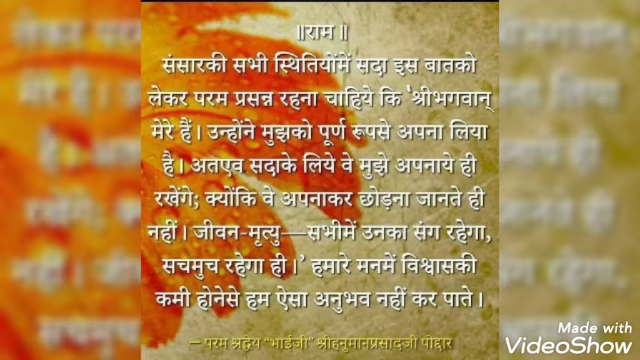 ॥राम॥
संसारकी सभी स्थितियोंमें सदा इस बातको
लेकर परम प्रसन्न रहना चाहिये कि 'श्रीभगवान्
मेरे हैं। उन्होंने मुझको पूर्ण रूपसे अपना लिया
है। अतएव सदाके लिये वे मुझे अपनाये ही
रखेंगे; क्योंकि वे अपनाकर छोड़ना जानते ही
नहीं। जीवन-मृत्यु—सभीमें उनका संग रहेगा,
सचमुच रहेगा ही।' हमारे मनमें विश्वासकी
कमी होनेसे हम ऐसा अनुभव नहीं कर पाते।
— परम श्रद्धेय "भाईजी" श्रीहनुमानप्रसादजी पोद्दार
Made with
VideoShow